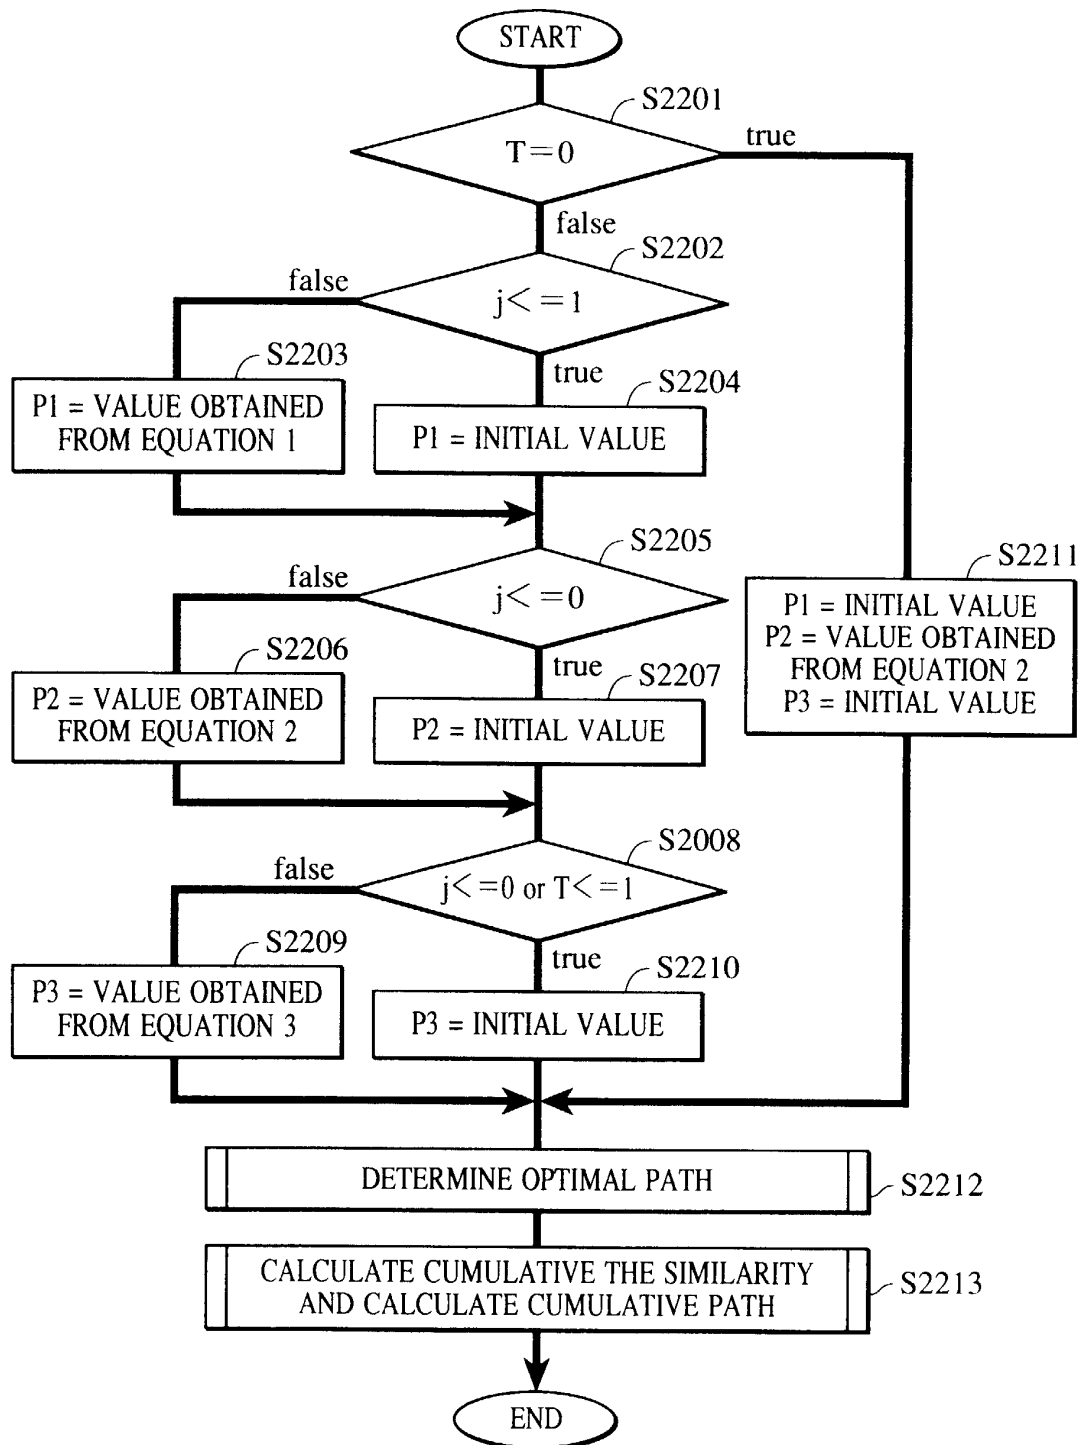 START
S2201
T=0
true
false
S2202
j<=1
false
true
S2203
P1 = VALUE OBTAINED
FROM EQUATION 1
S2204
P1 = INITIAL VALUE
S2205
j<=0
false
true
S2206
P2 = VALUE OBTAINED
FROM EQUATION 2
S2207
P2 = INITIAL VALUE
S2211
P1 = INITIAL VALUE
P2 = VALUE OBTAINED
FROM EQUATION 2
P3 = INITIAL VALUE
S2008
j<=0 or T<=1
false
true
S2209
P3 = VALUE OBTAINED
FROM EQUATION 3
S2210
P3 = INITIAL VALUE
DETERMINE OPTIMAL PATH
S2212
CALCULATE CUMULATIVE THE SIMILARITY
AND CALCULATE CUMULATIVE PATH
S2213
END